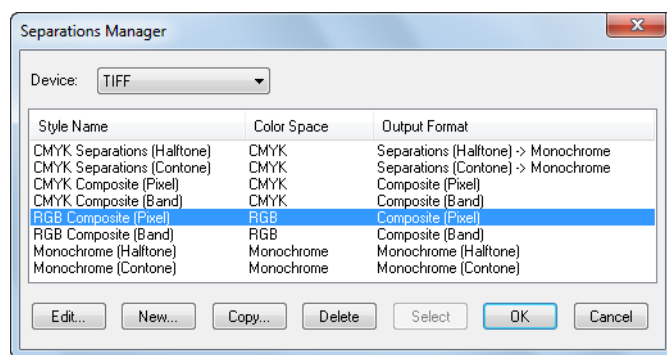 Separations Manager
Device: TIFF
Style Name Color Space Output Format
CMYK Separations (Halftone) CMYK Separations (Halftone) -> Monochrome
CMYK Separations (Contone) CMYK Separations (Contone) -> Monochrome
CMYK Composite (Pixel) CMYK Composite (Pixel)
CMYK Composite (Band) CMYK Composite (Band)
RGB Composite (Pixel) RGB Composite (Pixel)
RGB Composite (Band) RGB Composite (Band)
Monochrome (Halftone) Monochrome Monochrome (Halftone)
Monochrome (Contone) Monochrome Monochrome (Contone)
Edit... New... Copy... Delete Select OK Cancel